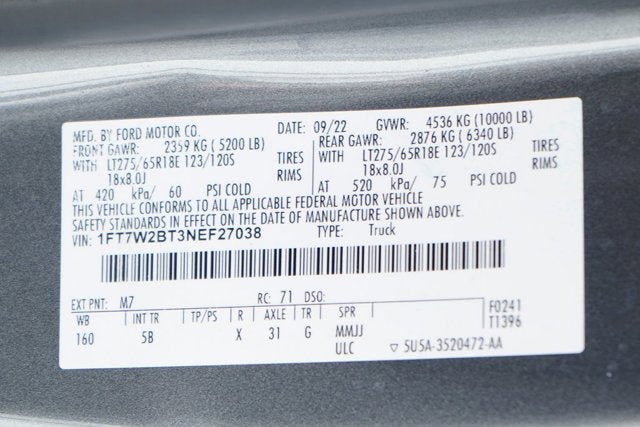 MFD. BY FORD MOTOR CO. DATE: 09/22 GVWR: 4536 KG (10000 LB)
FRONT GAWR: 2359 KG (5200 LB) REAR GAWR: 2876 KG (6340 LB)
WITH LT275/65R18E 123/120S TIRES WITH LT275/65R18E 123/120S TIRES
18x8.0J RIMS 18x8.0J RIMS
AT 420 kPa/ 60 PSI COLD AT 520 kPa/ 75 PSI COLD
THIS VEHICLE CONFORMS TO ALL APPLICABLE FEDERAL MOTOR VEHICLE
SAFETY STANDARDS IN EFFECT ON THE DATE OF MANUFACTURE SHOWN ABOVE.
VIN: 1FT7W2BT3NEF27038 TYPE: Truck
EXT PNT: M7 RC: 71 DSO: F0241
WB INT TR TP/PS R AXLE TR SPR T1396
160 5B X 31 G MMJJ
ULC ▽ 5U5A-3520472-AA